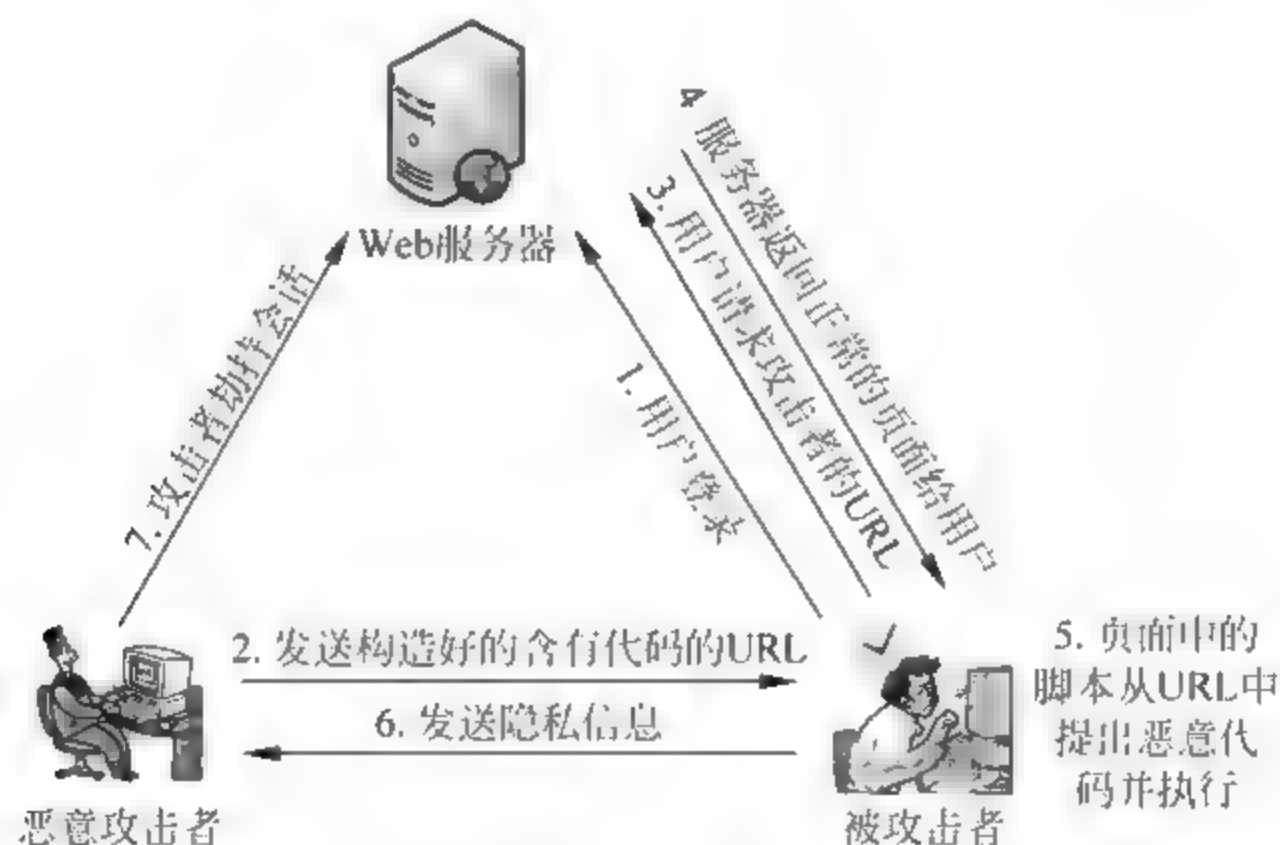 Web服务器
4 服务器返回正常的页面给用户
3. 用户请求攻击者的URL
1. 用户登录
7. 攻击者劫持会话
2. 发送构造好的含有代码的URL
6. 发送隐私信息
5. 页面中的
脚本从URL中
提出恶意代
码并执行
恶意攻击者
被攻击者